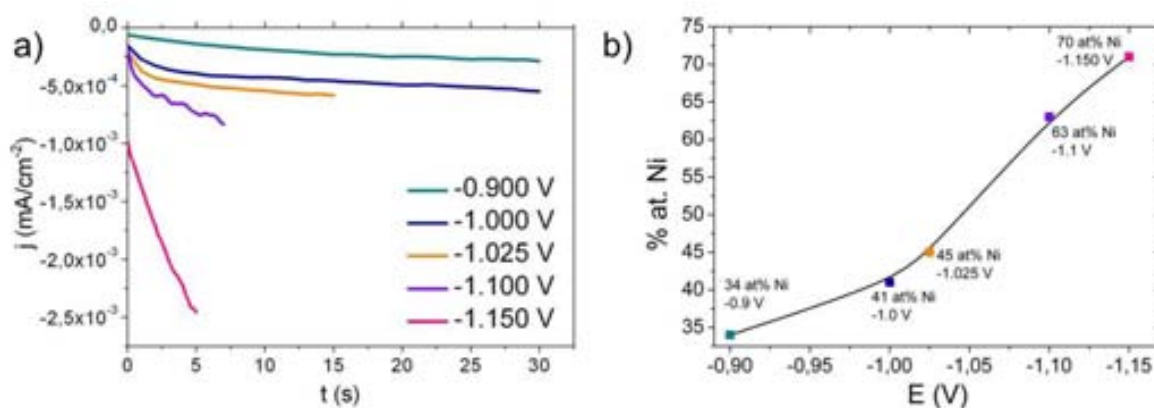 a)
0.0
-5.0x10⁻⁴
-1.0x10⁻³
-1.5x10⁻³
-2.0x10⁻³
-2.5x10⁻³
j (mA/cm⁻²)
-0.900 V
-1.000 V
-1.025 V
-1.100 V
-1.150 V
0 5 10 15 20 25 30
t (s)
b)
75
70
65
60
55
50
45
40
35
% at. Ni
70 at% Ni
-1.150 V
63 at% Ni
-1.1 V
45 at% Ni
-1.025 V
41 at% Ni
-1.0 V
34 at% Ni
-0.9 V
-0,90 -0,95 -1,00 -1,05 -1,10 -1,15
E (V)